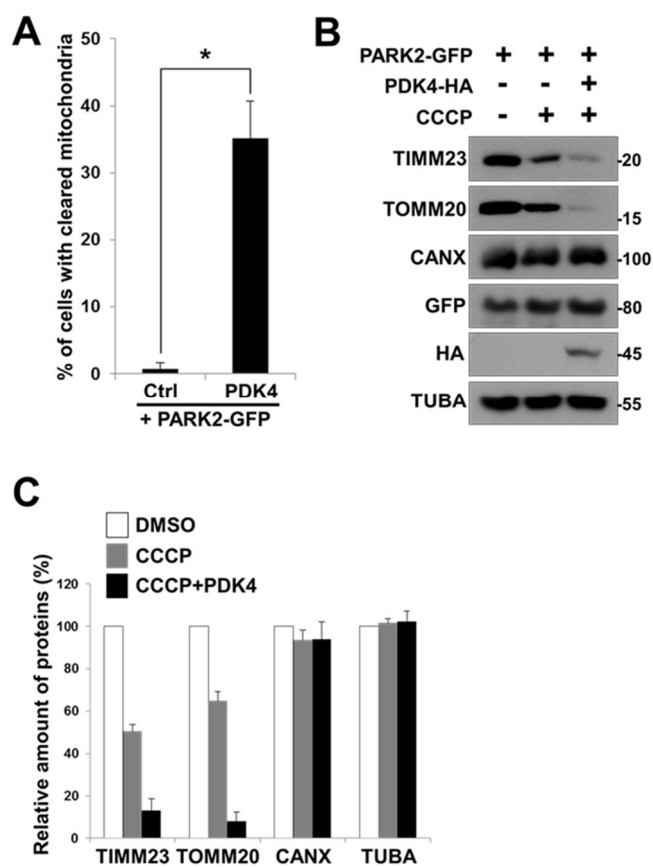 A
% of cells with cleared mitochondria
50
40
30
20
10
0
*
Ctrl PDK4
+ PARK2-GFP
B
PARK2-GFP + + +
PDK4-HA - - +
CCCP - + +
TIMM23 -20
TOMM20 -15
CANX -100
GFP -80
HA -45
TUBA -55
C
DMSO
CCCP
CCCP+PDK4
Relative amount of proteins (%)
120
100
80
60
40
20
0
TIMM23 TOMM20 CANX TUBA